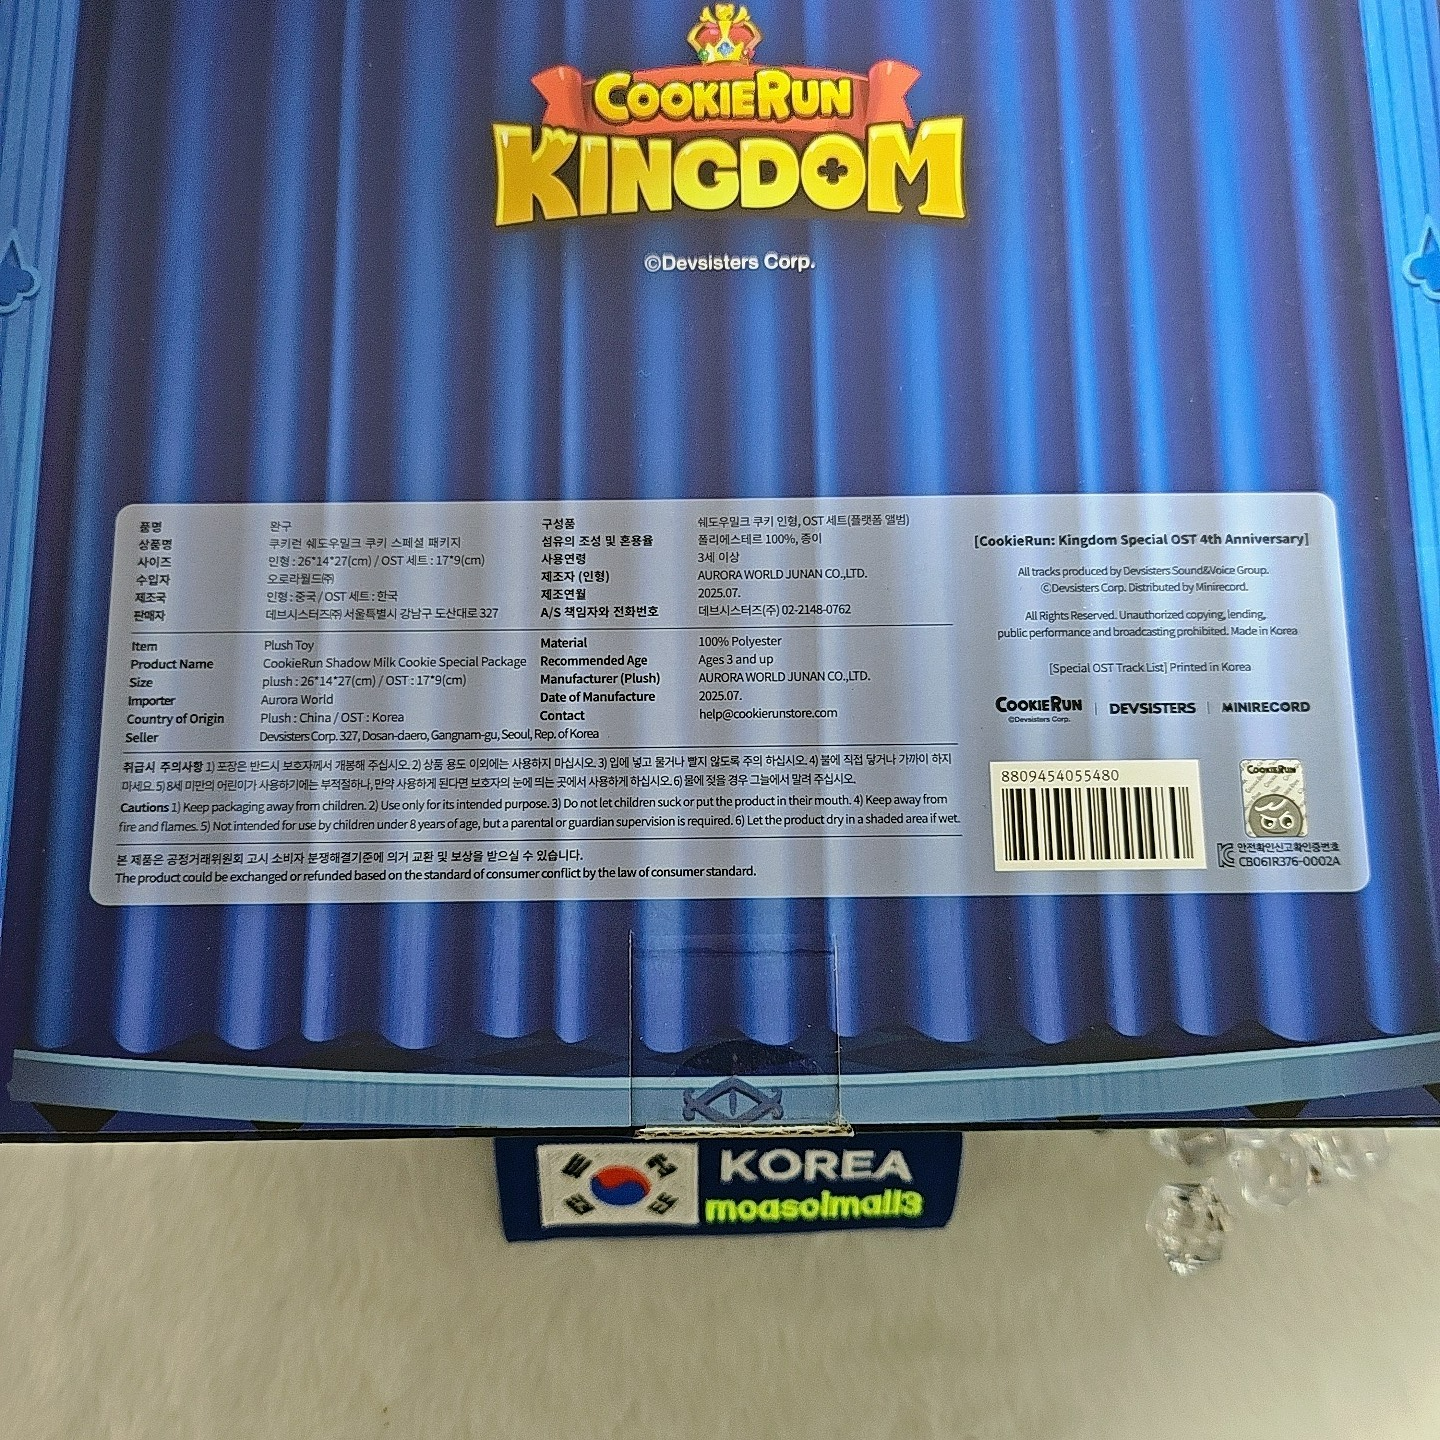 COOKIERUN
KINGDOM
©Devsisters Corp.
품명 완구
상품명 쿠키런 쉐도우밀크 쿠키 스페셜 패키지
사이즈 인형 : 26*14*27(cm) / OST 세트 : 17*9(cm)
수입자 오로라월드㈜
제조국 인형 : 중국 / OST 세트 : 한국
판매자 데브시스터즈㈜ 서울특별시 강남구 도산대로 327
구성품 쉐도우밀크 쿠키 인형, OST 세트(플랫폼 앨범)
섬유의 조성 및 혼용율 폴리에스테르 100%, 종이
사용연령 3세 이상
제조자 (인형) AURORA WORLD JUNAN CO.,LTD.
제조연월 2025.07.
A/S 책임자와 전화번호 데브시스터즈(주) 02-2148-0762
Item Plush Toy
Product Name CookieRun Shadow Milk Cookie Special Package
Size plush : 26*14*27(cm) / OST : 17*9(cm)
Importer Aurora World
Country of Origin Plush : China / OST : Korea
Seller Devsisters Corp. 327, Dosan-daero, Gangnam-gu, Seoul, Rep. of Korea
Material 100% Polyester
Recommended Age Ages 3 and up
Manufacturer (Plush) AURORA WORLD JUNAN CO.,LTD.
Date of Manufacture 2025.07.
Contact help@cookierunstore.com
취급시 주의사항 1) 포장은 반드시 보호자께서 개봉해 주십시오. 2) 상품 용도 이외에는 사용하지 마십시오. 3) 입에 넣고 물거나 빨지 않도록 주의 하십시오. 4) 불에 직접 닿거나 가까이 하지
마세요. 5) 8세 미만의 어린이가 사용하기에는 부적절하나, 만약 사용하게 된다면 보호자의 눈에 띄는 곳에서 사용하게 하십시오. 6) 물에 젖을 경우 그늘에서 말려 주십시오.
Cautions 1) Keep packaging away from children. 2) Use only for its intended purpose. 3) Do not let children suck or put the product in their mouth. 4) Keep away from
fire and flames. 5) Not intended for use by children under 8 years of age, but a parental or guardian supervision is required. 6) Let the product dry in a shaded area if wet.
본 제품은 공정거래위원회 고시 소비자 분쟁해결기준에 의거 교환 및 보상을 받으실 수 있습니다.
The product could be exchanged or refunded based on the standard of consumer conflict by the law of consumer standard.
[CookieRun: Kingdom Special OST 4th Anniversary]
All tracks produced by Devsisters Sound&Voice Group.
©Devsisters Corp. Distributed by Minirecord.
All Rights Reserved. Unauthorized copying, lending,
public performance and broadcasting prohibited. Made in Korea
[Special OST Track List] Printed in Korea
COOKIERUN | DEVSISTERS | MINIRECORD
©Devsisters Corp.
8809454055480
COOKIERUN
안전확인신고확인증번호
CB061R376-0002A
KOREA
moasolmall3